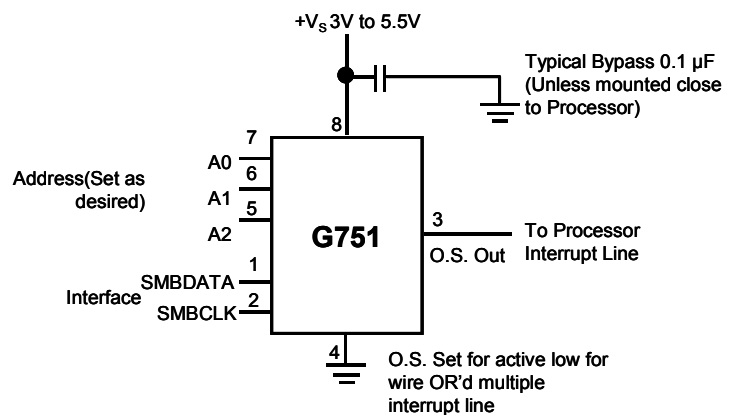 +VS 3V to 5.5V
Typical Bypass 0.1 µF
(Unless mounted close
to Processor)
8
7
A0
6
Address(Set as
desired)
A1
5
A2
G751
3
O.S. Out
To Processor
Interrupt Line
1
SMBDATA
Interface
2
SMBCLK
4
O.S. Set for active low for
wire OR’d multiple
interrupt line